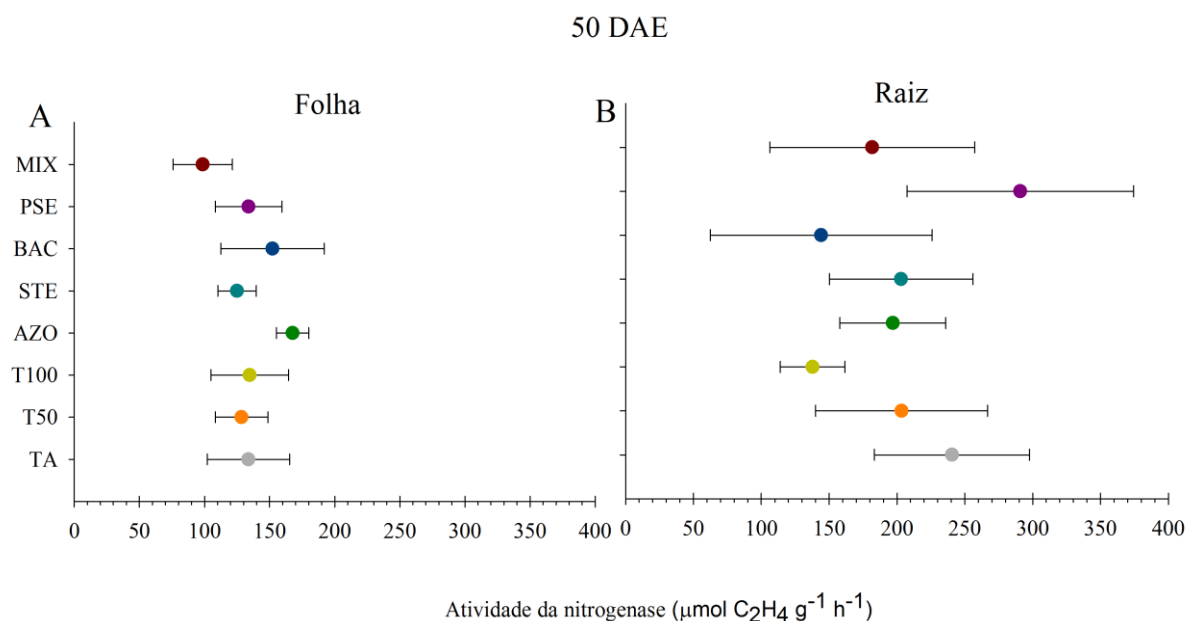 50 DAE
A
Folha
B
Raiz
MIX
PSE
BAC
STE
AZO
T100
T50
TA
0 50 100 150 200 250 300 350 400
0 50 100 150 200 250 300 350 400
Atividade da nitrogenase (μmol C₂H₄ g⁻¹ h⁻¹)